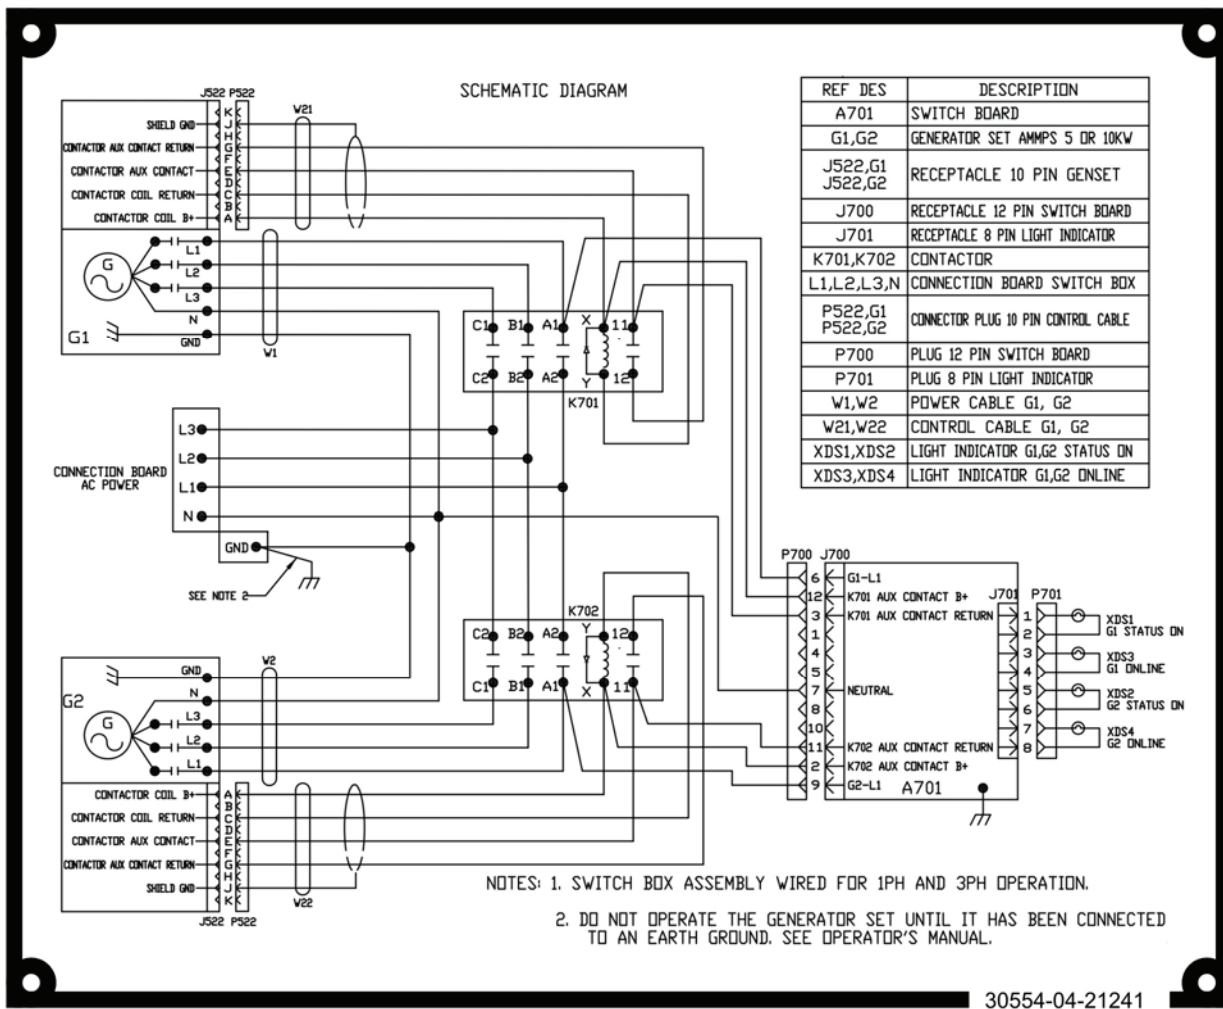 SCHEMATIC DIAGRAM
J522 P522
K
SHIELD GND J
H
CONTACTOR AUX CONTACT RETURN G
F
CONTACTOR AUX CONTACT E
D
CONTACTOR COIL RETURN C
B
CONTACTOR COIL B+ A
W21
G
L1
L2
L3
N
GND
G1
W1
C1 B1 A1 X 11
C2 B2 A2 Y 12
K701
L3
L2
L1
N
GND
CONNECTION BOARD
AC POWER
SEE NOTE 2
K702
C2 B2 A2 Y 12
C1 B1 A1 X 11
GND
N
L3
L2
L1
G2
G
W2
CONTACTOR COIL B+ A
B
CONTACTOR COIL RETURN C
D
CONTACTOR AUX CONTACT E
F
CONTACTOR AUX CONTACT RETURN G
H
SHIELD GND J
K
J522 P522
W22
REF DES DESCRIPTION
A701 SWITCH BOARD
G1,G2 GENERATOR SET AMMPS 5 OR 10KW
J522,G1
J522,G2 RECEPTACLE 10 PIN GENSET
J700 RECEPTACLE 12 PIN SWITCH BOARD
J701 RECEPTACLE 8 PIN LIGHT INDICATOR
K701,K702 CONTACTOR
L1,L2,L3,N CONNECTION BOARD SWITCH BOX
P522,G1
P522,G2 CONNECTOR PLUG 10 PIN CONTROL CABLE
P700 PLUG 12 PIN SWITCH BOARD
P701 PLUG 8 PIN LIGHT INDICATOR
W1,W2 POWER CABLE G1, G2
W21,W22 CONTROL CABLE G1, G2
XDS1,XDS2 LIGHT INDICATOR G1,G2 STATUS ON
XDS3,XDS4 LIGHT INDICATOR G1,G2 ONLINE
P700 J700
6 G1-L1
12 K701 AUX CONTACT B+
3 K701 AUX CONTACT RETURN
1
4
5
7 NEUTRAL
8
10
11 K702 AUX CONTACT RETURN
2 K702 AUX CONTACT B+
9 G2-L1
A701
J701 P701
1
2
3
4
5
6
7
8
XDS1
G1 STATUS ON
XDS3
G1 ONLINE
XDS2
G2 STATUS ON
XDS4
G2 ONLINE
NOTES: 1. SWITCH BOX ASSEMBLY WIRED FOR 1PH AND 3PH OPERATION.
2. DO NOT OPERATE THE GENERATOR SET UNTIL IT HAS BEEN CONNECTED
TO AN EARTH GROUND. SEE OPERATOR'S MANUAL.
30554-04-21241